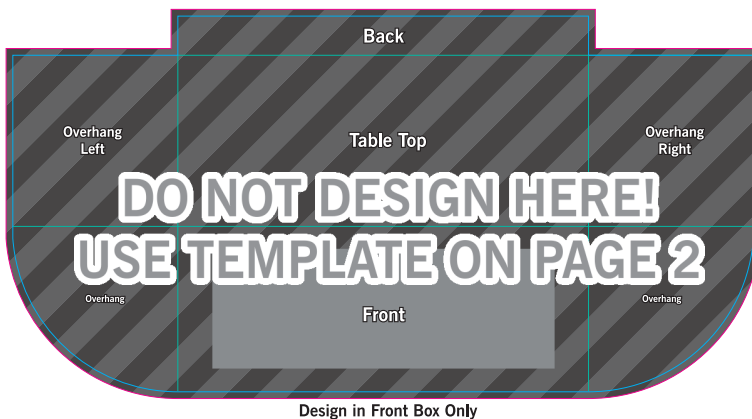 Back
Overhang
Left
Table Top
Overhang
Right
DO NOT DESIGN HERE!
USE TEMPLATE ON PAGE 2
Overhang
Front
Overhang
Design in Front Box Only